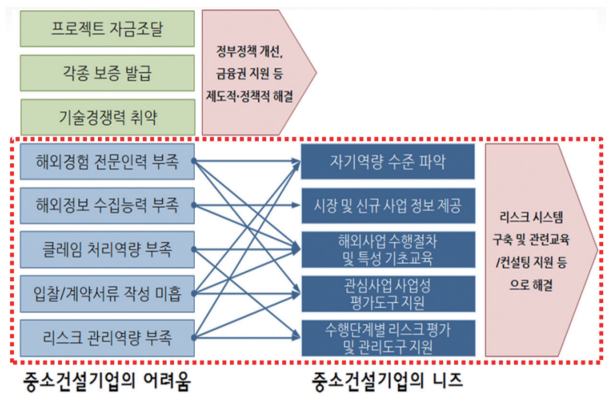 프로젝트 자금조달
각종 보증 발급
기술경쟁력 취약
정부정책 개선,
금융권 지원 등
제도적·정책적 해결
해외경험 전문인력 부족
해외정보 수집능력 부족
클레임 처리역량 부족
입찰/계약서류 작성 미흡
리스크 관리역량 부족
자기역량 수준 파악
시장 및 신규 사업 정보 제공
해외사업 수행절차
및 특성 기초교육
관심사업 사업성
평가도구 지원
수행단계별 리스크 평가
및 관리도구 지원
리스크 시스템
구축 및 관련교육
/컨설팅 지원 등
으로 해결
중소건설기업의 어려움
중소건설기업의 니즈